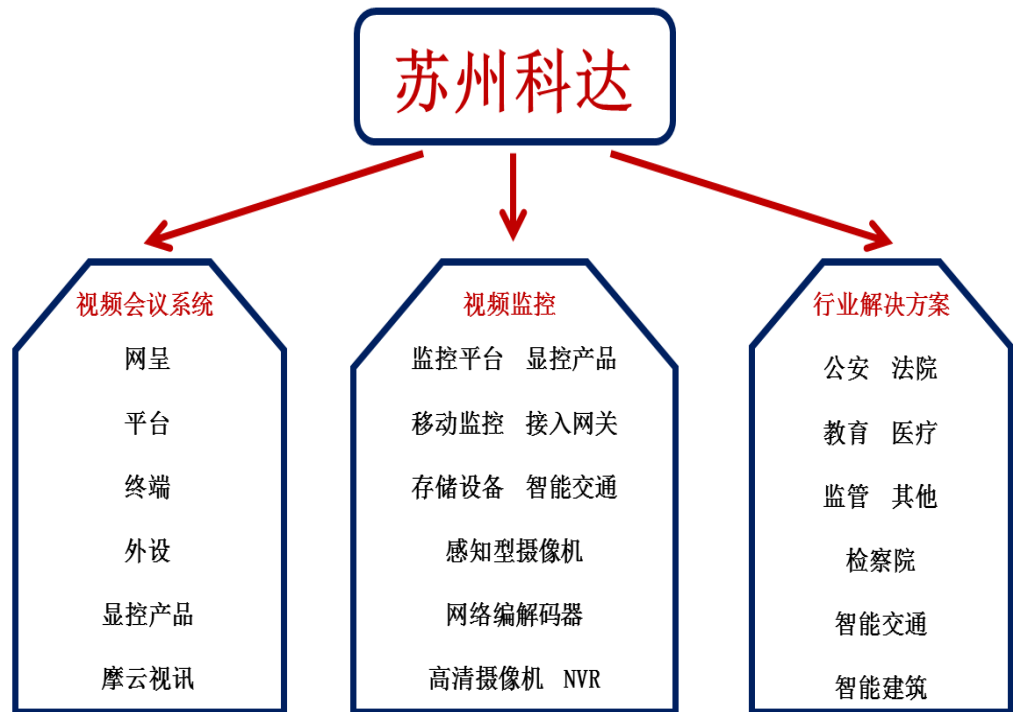 苏州科达
视频会议系统
网呈
平台
终端
外设
显控产品
摩云视讯
视频监控
监控平台 显控产品
移动监控 接入网关
存储设备 智能交通
感知型摄像机
网络编解码器
高清摄像机 NVR
行业解决方案
公安 法院
教育 医疗
监管 其他
检察院
智能交通
智能建筑